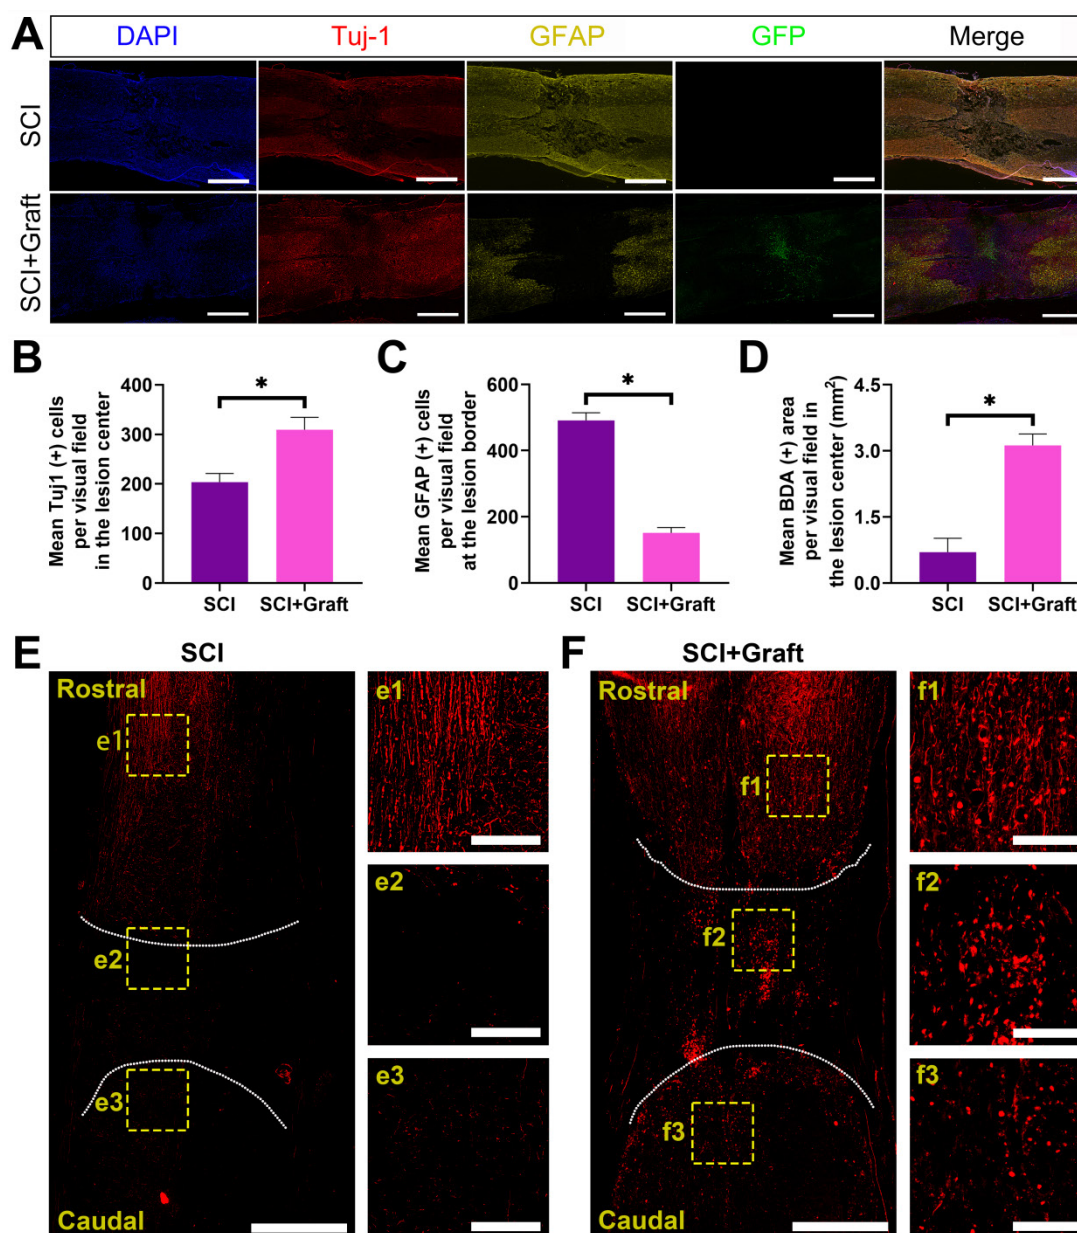 A
DAPI Tuj-1 GFAP GFP Merge
SCI
SCI+Graft
B
Mean Tuj1 (+) cells
per visual field
in the lesion center
400
300
200
100
0
*
SCI SCI+Graft
C
Mean GFAP (+) cells
per visual field
at the lesion border
600
400
200
0
*
SCI SCI+Graft
D
Mean BDA (+) area
per visual field in
the lesion center (mm²)
4.5
3.0
1.5
0.0
*
SCI SCI+Graft
E
SCI
Rostral
e1
e2
e3
Caudal
e1
e2
e3
F
SCI+Graft
Rostral
f1
f2
f3
Caudal
f1
f2
f3